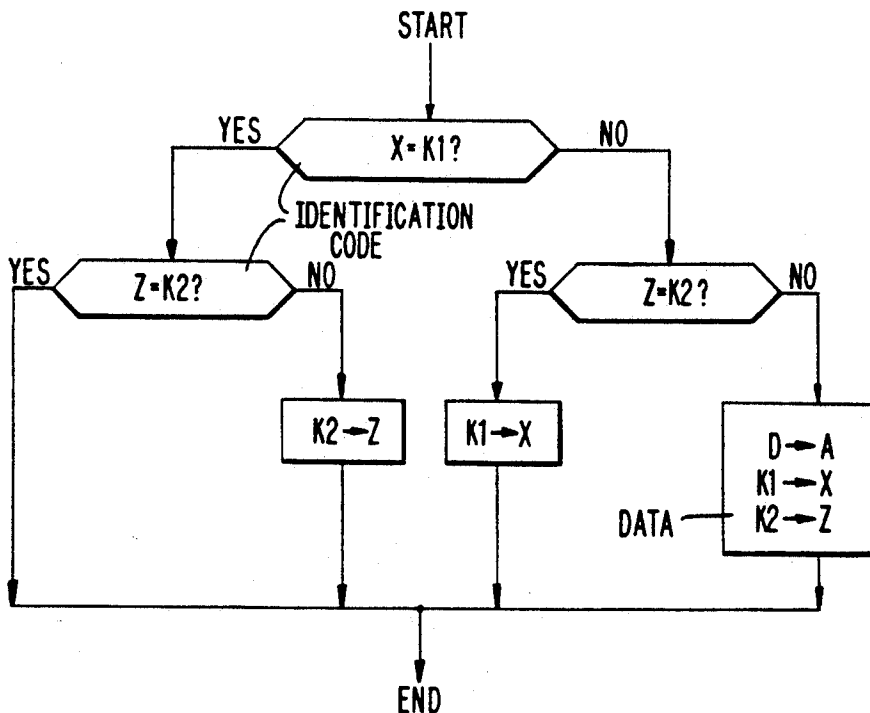 START
YES
X=K1?
NO
IDENTIFICATION
CODE
YES
Z=K2?
NO
YES
Z=K2?
NO
K2→Z
K1→X
D→A
K1→X
K2→Z
DATA
END